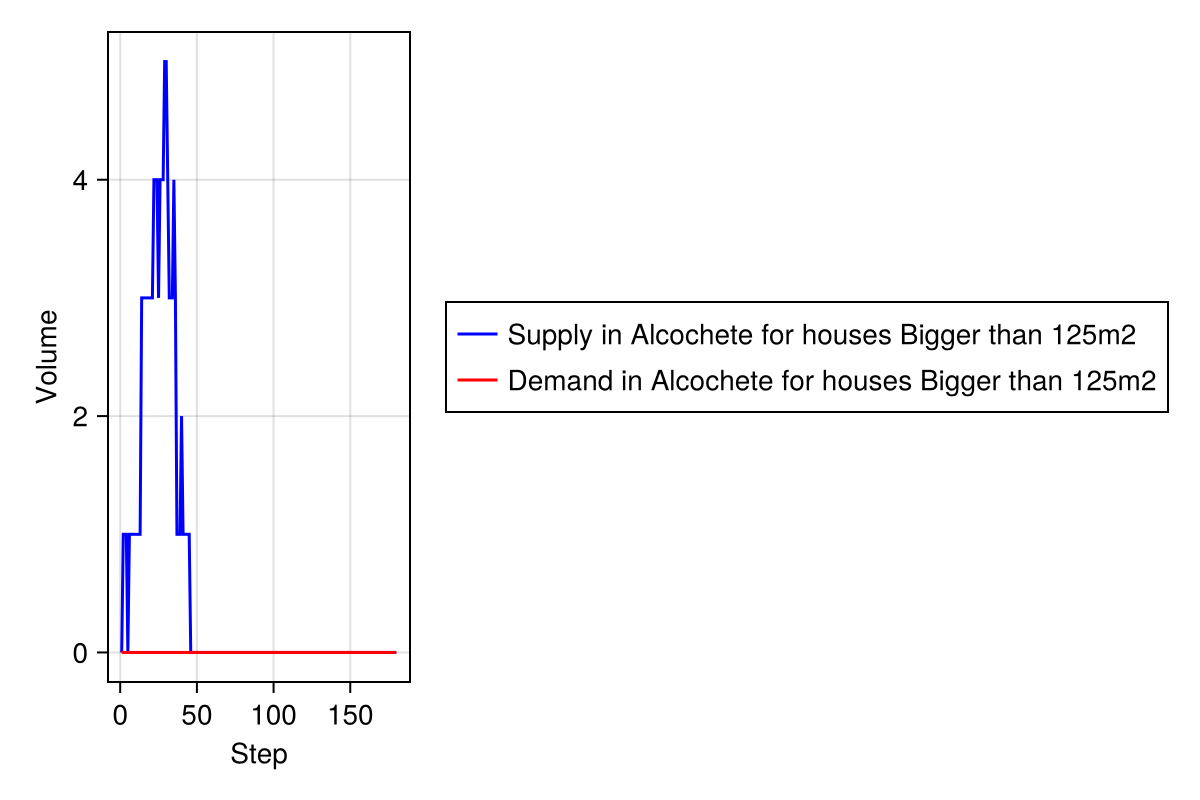 4
2
0
Volume
0 50 100 150
Step
Supply in Alcochete for houses Bigger than 125m2
Demand in Alcochete for houses Bigger than 125m2